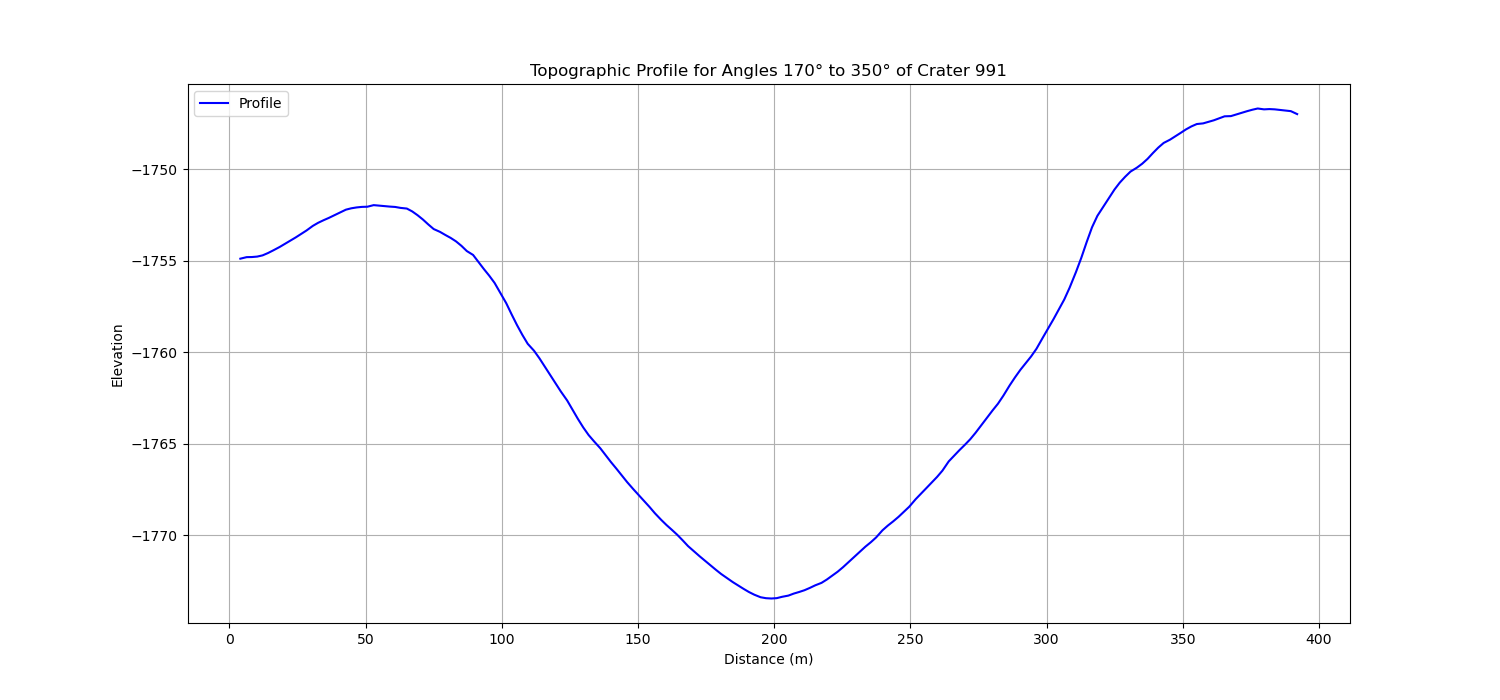 Topographic Profile for Angles 170° to 350° of Crater 991
Profile
−1750
−1755
−1760
−1765
−1770
Elevation
0 50 100 150 200 250 300 350 400
Distance (m)